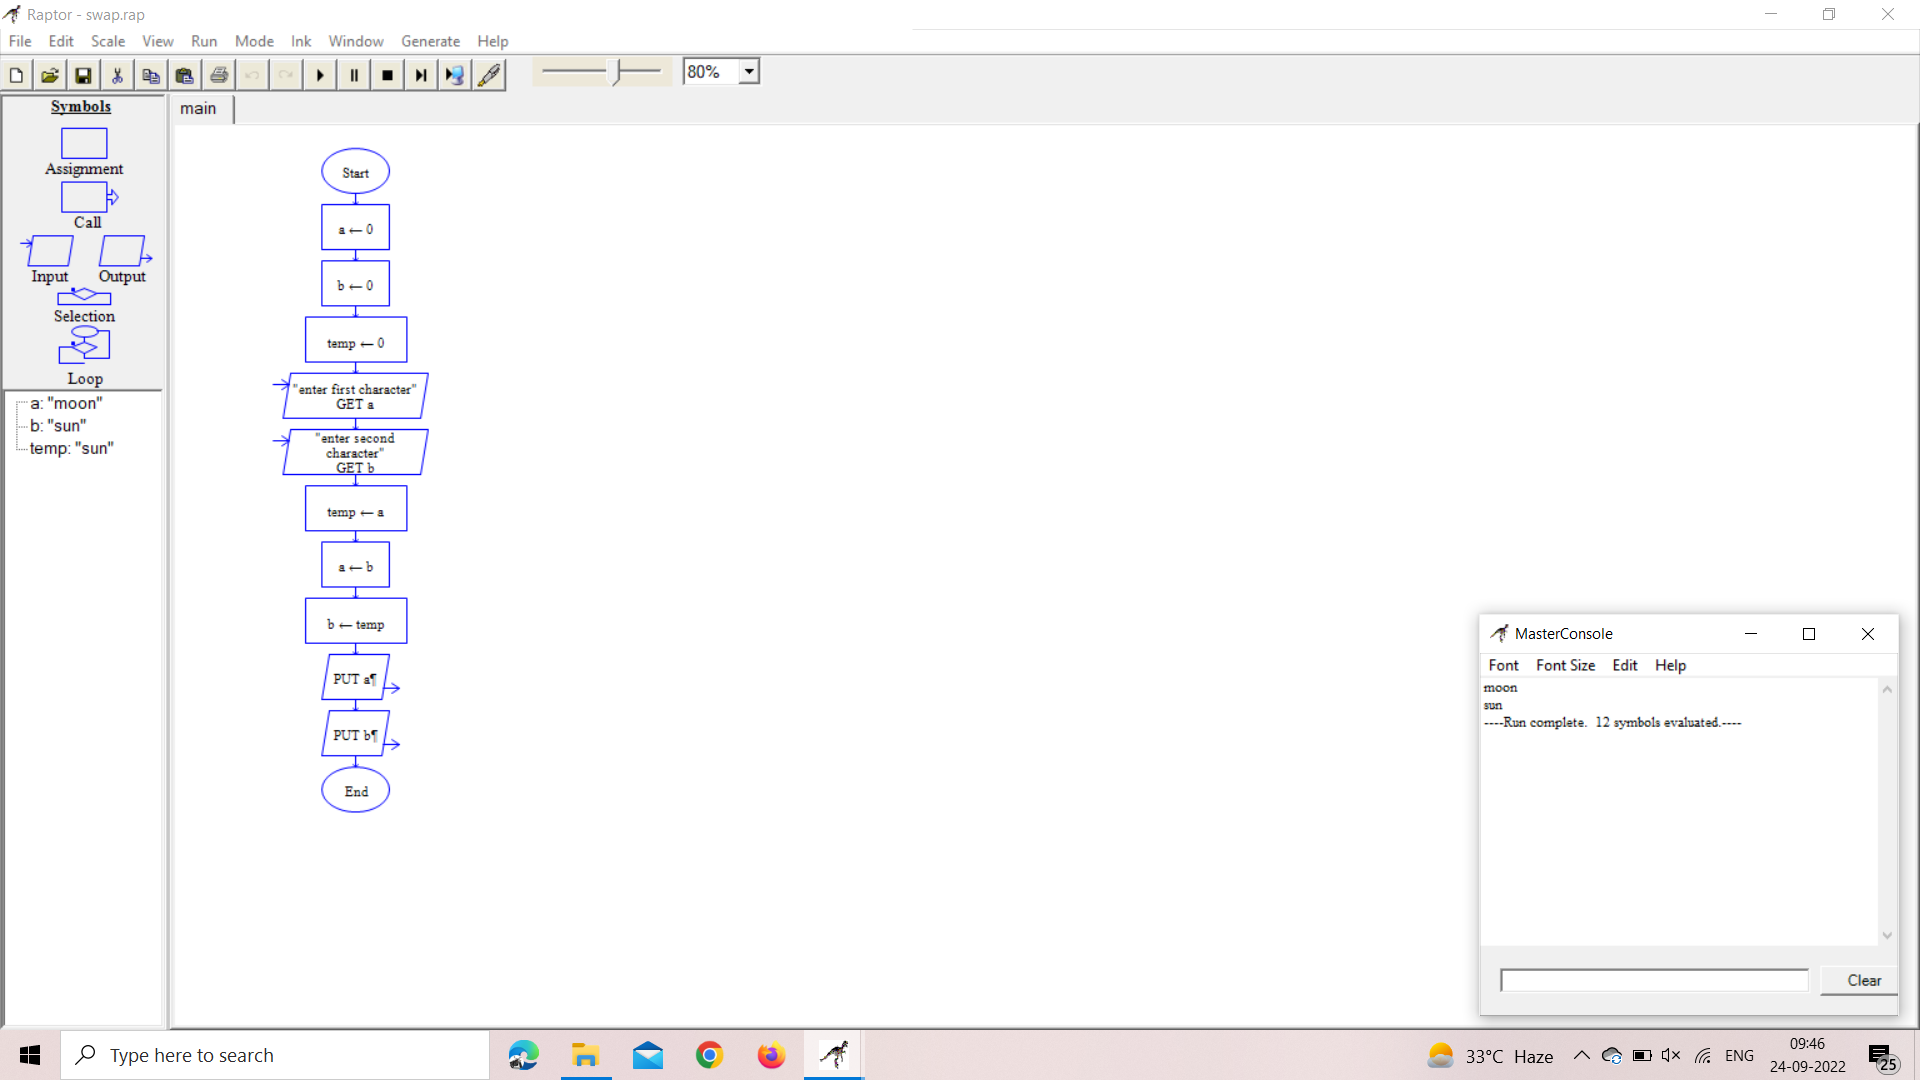 Raptor - swap.rap
File Edit Scale View Run Mode Ink Window Generate Help
80%
Symbols
Assignment
Call
Input Output
Selection
Loop
a: "moon"
b: "sun"
temp: "sun"
main
Start
a ← 0
b ← 0
temp ← 0
"enter first character"
GET a
"enter second
character"
GET b
temp ← a
a ← b
b ← temp
PUT a¶
PUT b¶
End
MasterConsole
Font Font Size Edit Help
moon
sun
----Run complete. 12 symbols evaluated.----
Clear
Type here to search
33°C Haze
ENG
09:46
24-09-2022
25